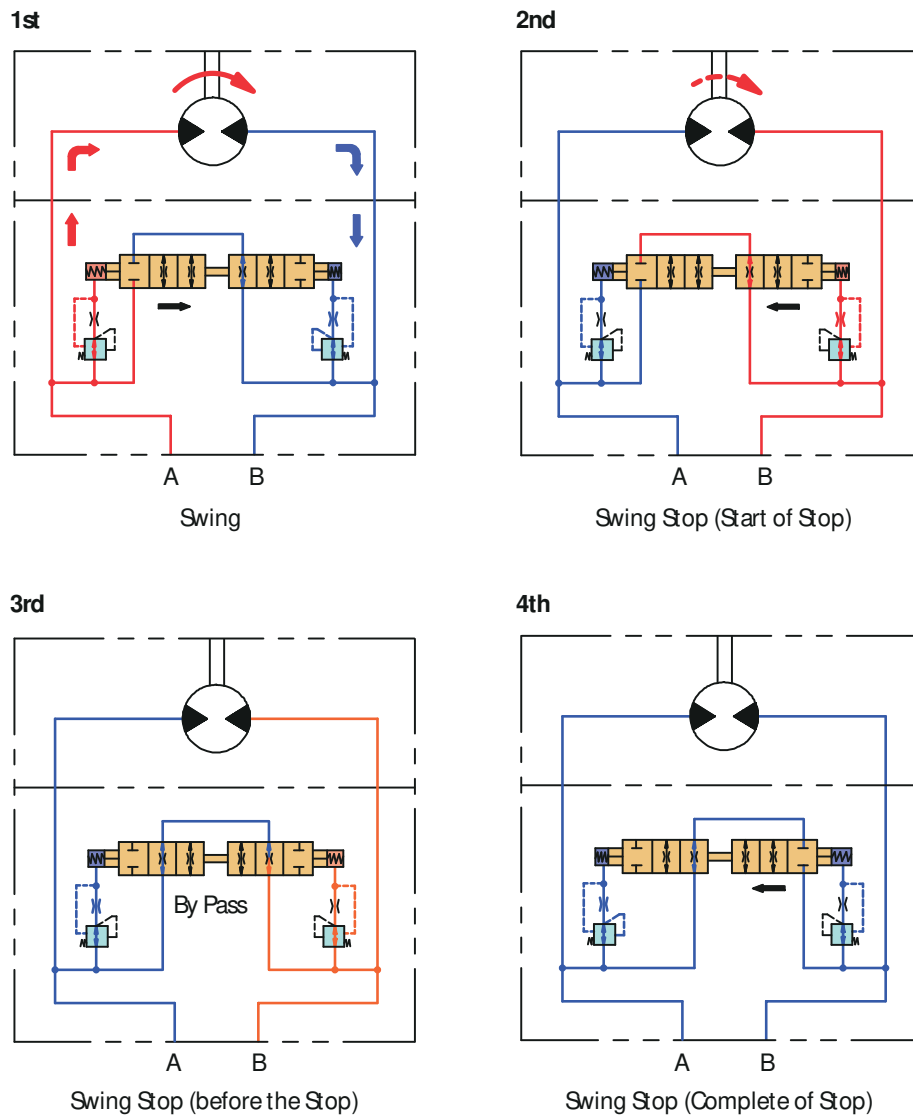 1st
2nd
A B
A B
Swing
Swing Stop (Start of Stop)
3rd
4th
By Pass
A B
A B
Swing Stop (before the Stop)
Swing Stop (Complete of Stop)